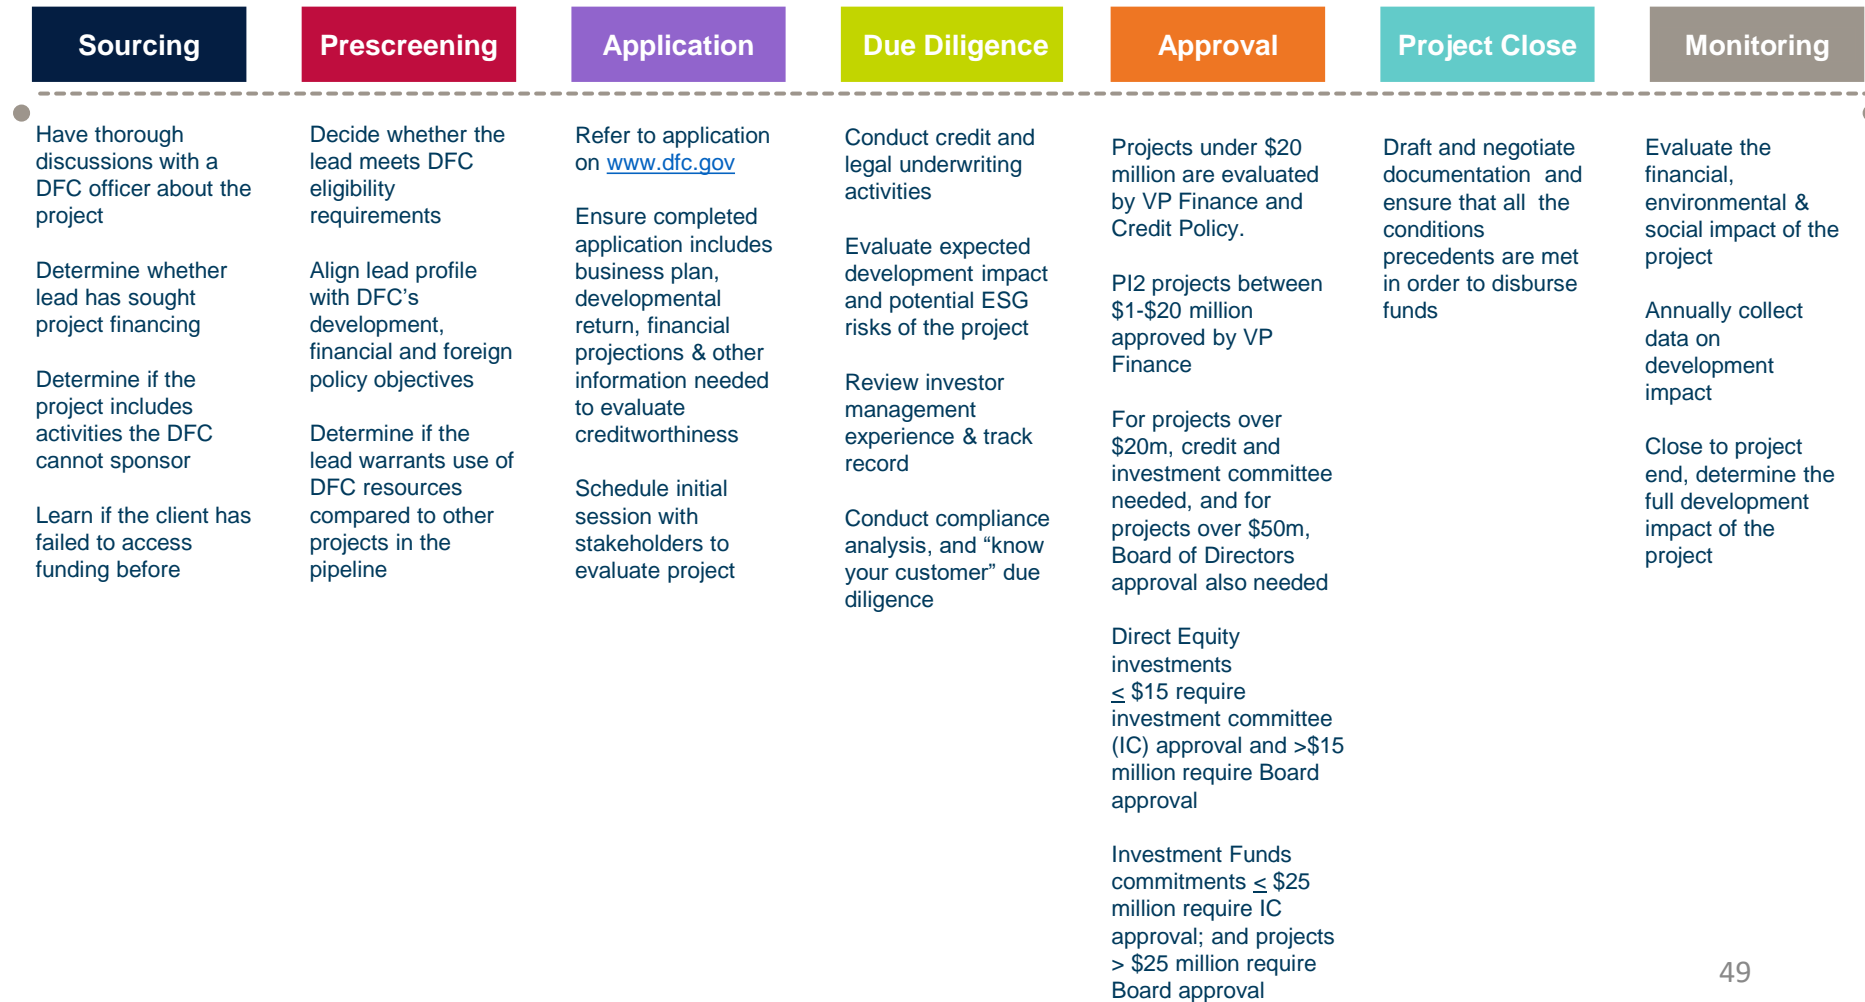 Sourcing
Have thorough
discussions with a
DFC officer about the
project
Determine whether
lead has sought
project financing
Determine if the
project includes
activities the DFC
cannot sponsor
Learn if the client has
failed to access
funding before
Prescreening
Decide whether the
lead meets DFC
eligibility
requirements
Align lead profile
with DFC’s
development,
financial and foreign
policy objectives
Determine if the
lead warrants use of
DFC resources
compared to other
projects in the
pipeline
Application
Refer to application
on www.dfc.gov
Ensure completed
application includes
business plan,
developmental
return, financial
projections & other
information needed
to evaluate
creditworthiness
Schedule initial
session with
stakeholders to
evaluate project
Due Diligence
Conduct credit and
legal underwriting
activities
Evaluate expected
development impact
and potential ESG
risks of the project
Review investor
management
experience & track
record
Conduct compliance
analysis, and “know
your customer” due
diligence
Approval
Projects under $20
million are evaluated
by VP Finance and
Credit Policy.
PI2 projects between
$1-$20 million
approved by VP
Finance
For projects over
$20m, credit and
investment committee
needed, and for
projects over $50m,
Board of Directors
approval also needed
Direct Equity
investments
< $15 require
investment committee
(IC) approval and >$15
million require Board
approval
Investment Funds
commitments < $25
million require IC
approval; and projects
> $25 million require
Board approval
Project Close
Draft and negotiate
documentation and
ensure that all the
conditions
precedents are met
in order to disburse
funds
Monitoring
Evaluate the
financial,
environmental &
social impact of the
project
Annually collect
data on
development
impact
Close to project
end, determine the
full development
impact of the
project
49